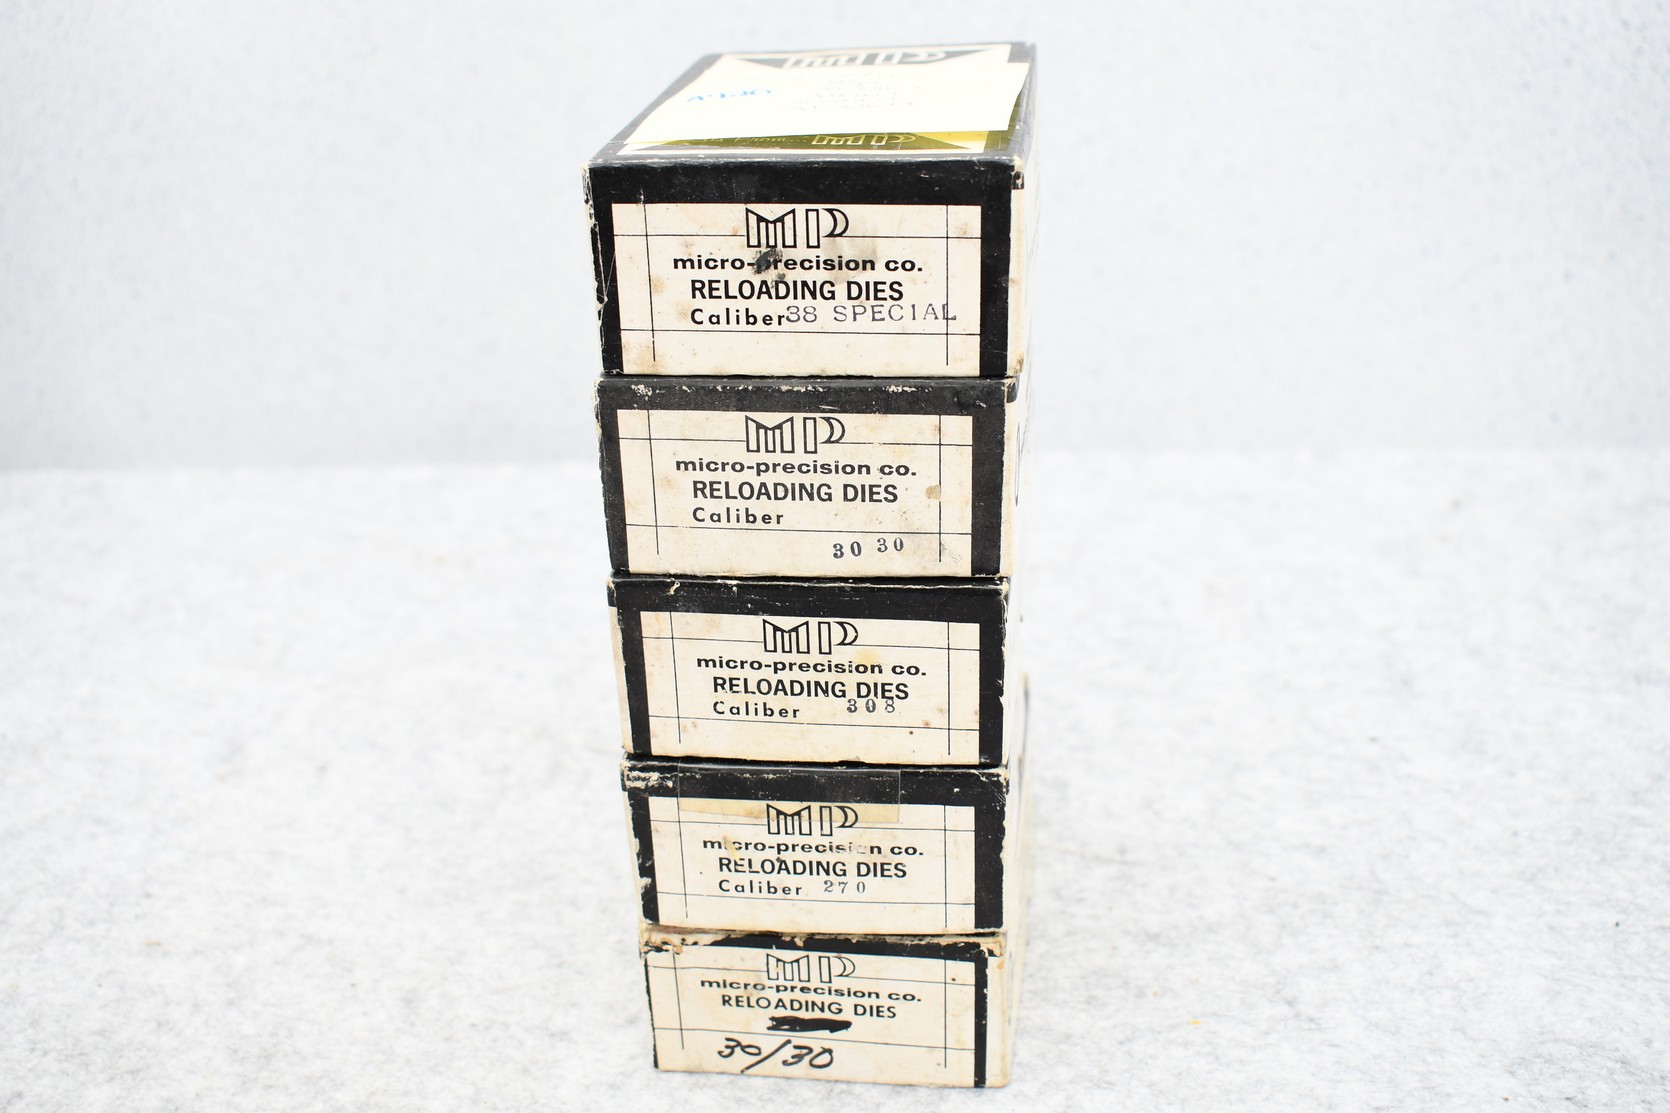 MP
micro-precision co.
RELOADING DIES
Caliber 38 SPECIAL
MP
micro-precision co.
RELOADING DIES
Caliber
30 30
MP
micro-precision co.
RELOADING DIES
Caliber 308
MP
micro-precision co.
RELOADING DIES
Caliber 270
MP
micro-precision co.
RELOADING DIES
30/30